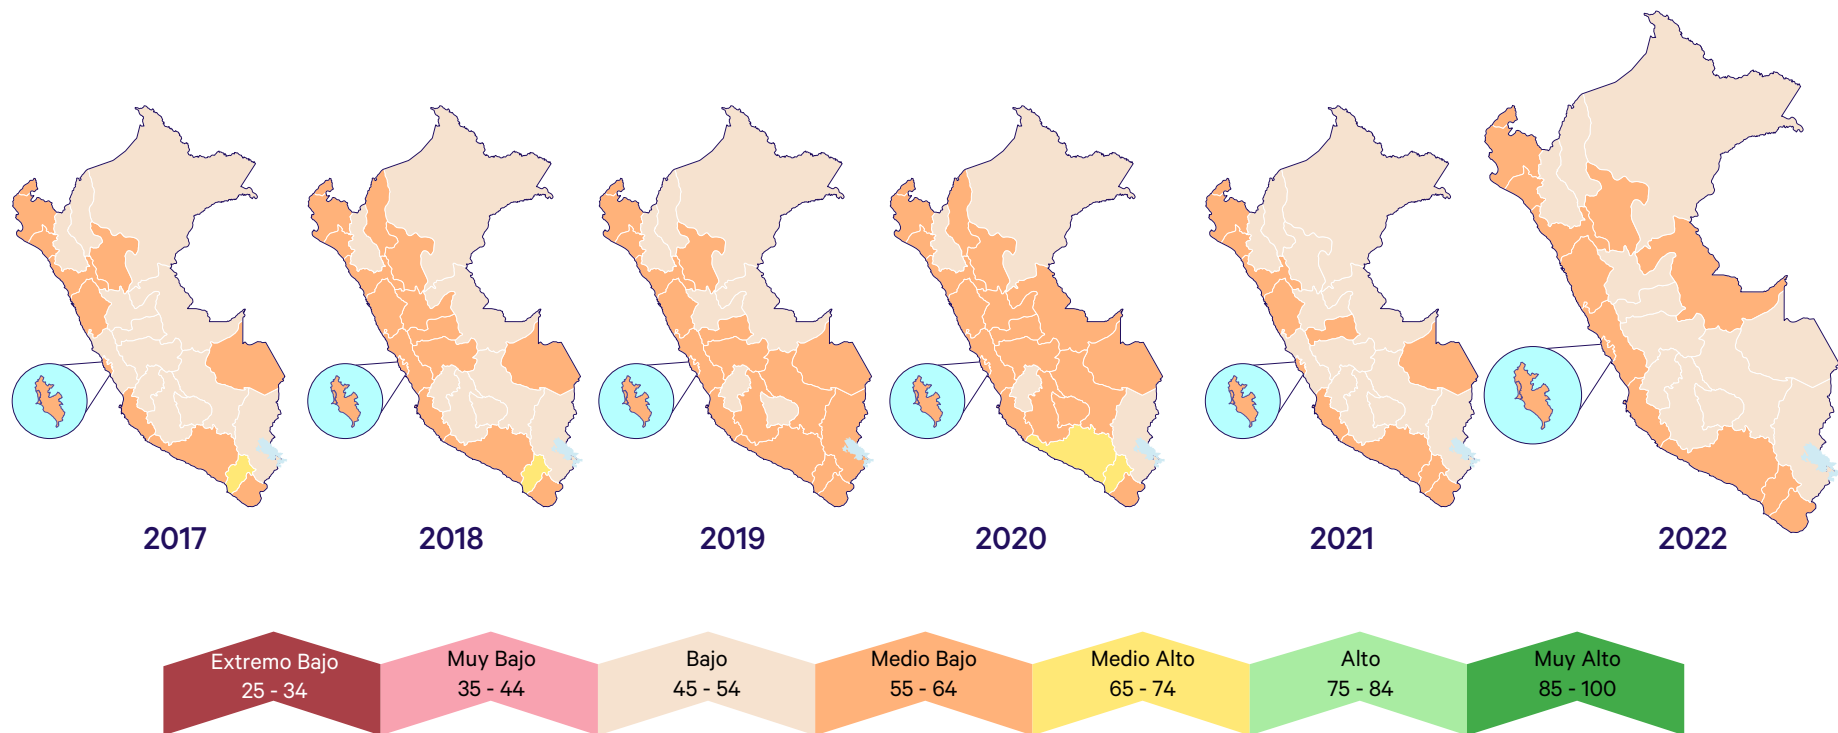 2017
2018
2019
2020
2021
2022
Extremo Bajo
25 - 34
Muy Bajo
35 - 44
Bajo
45 - 54
Medio Bajo
55 - 64
Medio Alto
65 - 74
Alto
75 - 84
Muy Alto
85 - 100